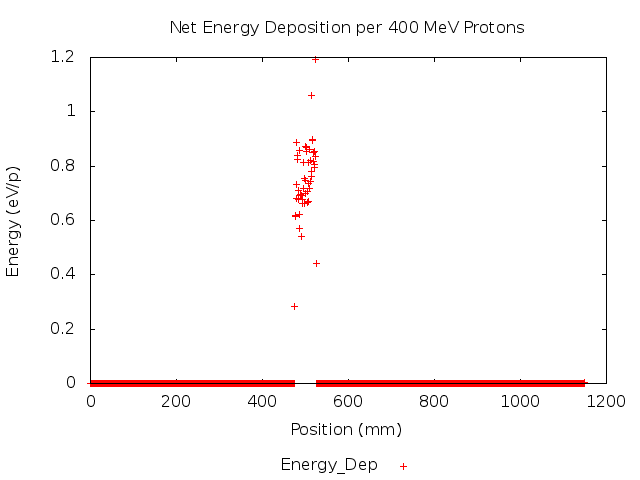 Net Energy Deposition per 400 MeV Protons
1.2
1
0.8
0.6
0.4
0.2
0
Energy (eV/p)
0 200 400 600 800 1000 1200
Position (mm)
Energy_Dep